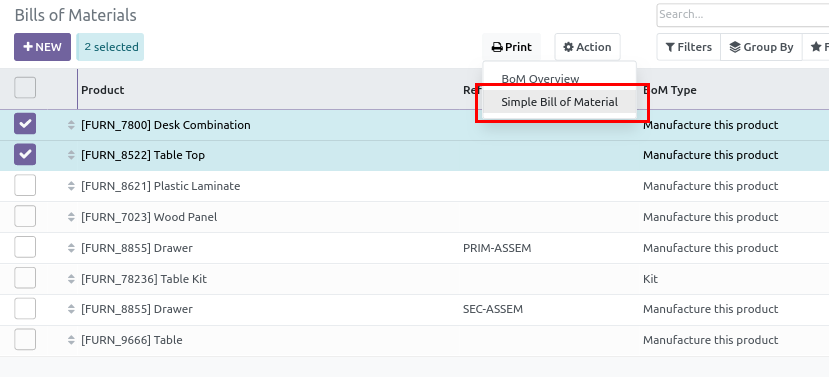 Bills of Materials
Search...
+ NEW
2 selected
Print
Action
Filters
Group By
F
BoM Overview
Simple Bill of Material
Product
Ref
BoM Type
[FURN_7800] Desk Combination
Manufacture this product
[FURN_8522] Table Top
Manufacture this product
[FURN_8621] Plastic Laminate
Manufacture this product
[FURN_7023] Wood Panel
Manufacture this product
[FURN_8855] Drawer
PRIM-ASSEM
Manufacture this product
[FURN_78236] Table Kit
Kit
[FURN_8855] Drawer
SEC-ASSEM
Manufacture this product
[FURN_9666] Table
Manufacture this product